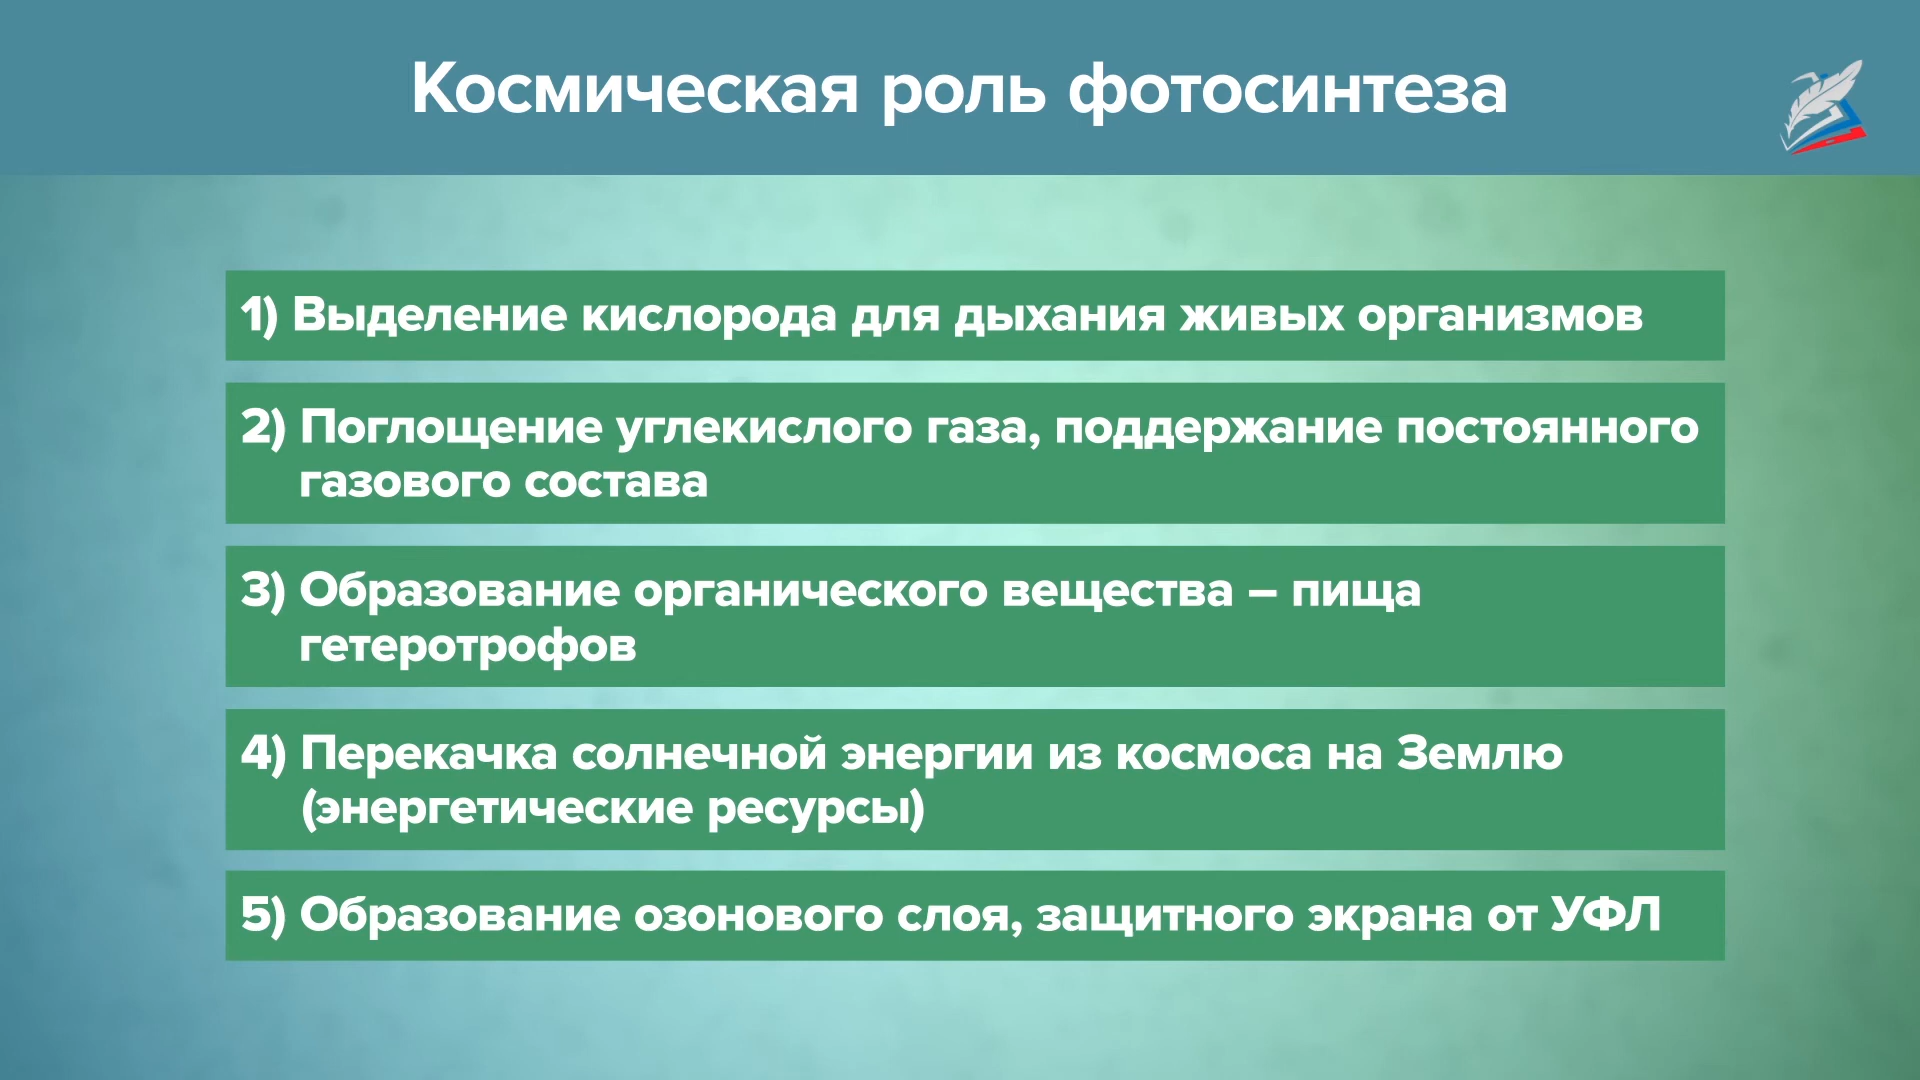 Космическая роль фотосинтеза
1) Выделение кислорода для дыхания живых организмов
2) Поглощение углекислого газа, поддержание постоянного
газового состава
3) Образование органического вещества – пища
гетеротрофов
4) Перекачка солнечной энергии из космоса на Землю
(энергетические ресурсы)
5) Образование озонового слоя, защитного экрана от УФЛ